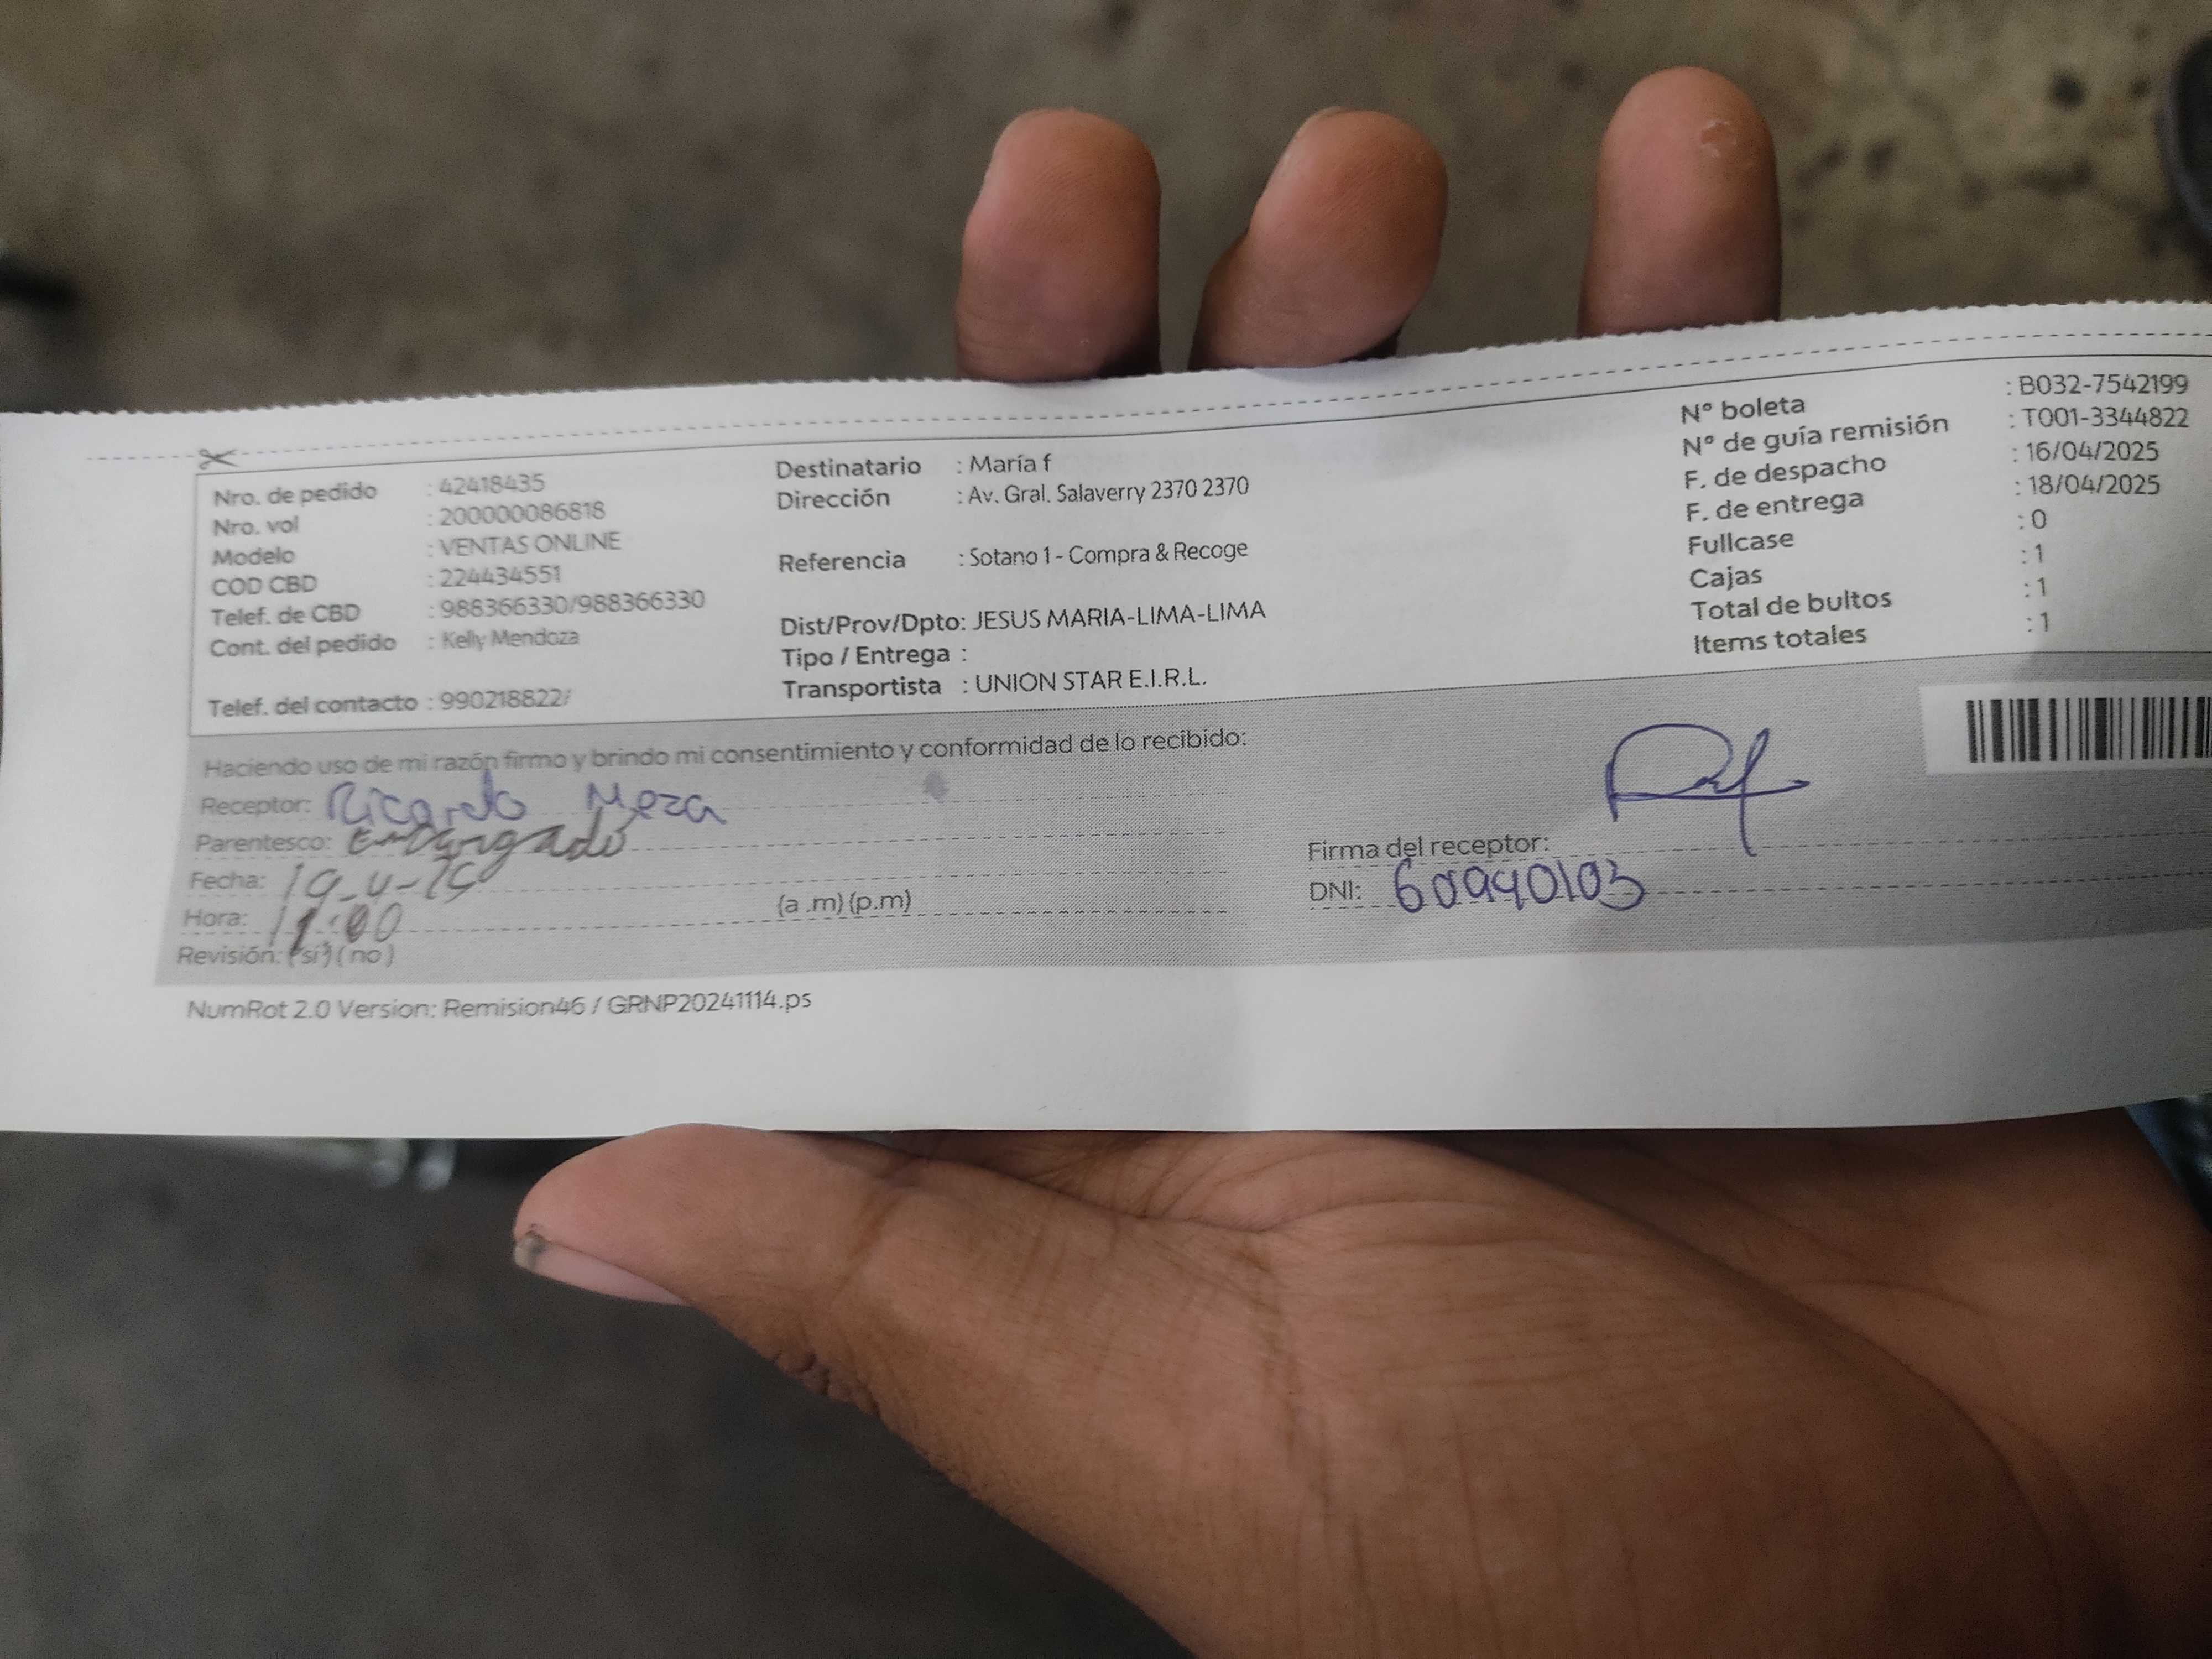 Nro. de pedido : 42418435
Nro. vol : 200000086818
Modelo : VENTAS ONLINE
COD CBD : 224434551
Telef. de CBD : 988366330/988366330
Cont. del pedido : Kelly Mendoza
Telef. del contacto : 990218822/
Destinatario : María f
Dirección : Av. Gral. Salaverry 2370 2370
Referencia : Sotano 1 - Compra & Recoge
Dist/Prov/Dpto: JESUS MARIA-LIMA-LIMA
Tipo / Entrega :
Transportista : UNION STAR E.I.R.L.
N° boleta : B032-7542199
N° de guía remisión : T001-3344822
F. de despacho : 16/04/2025
F. de entrega : 18/04/2025
Fullcase : 0
Cajas : 1
Total de bultos : 1
Items totales : 1
Haciendo uso de mi razón firmo y brindo mi consentimiento y conformidad de lo recibido:
Receptor: Ricardo Meza
Parentesco: Encargado
Fecha:
Hora: 11:00 (a .m) (p.m)
Revisión: (si) (no)
Firma del receptor:
DNI: 60940103
NumRot 2.0 Version: Remision46 / GRNP20241114.ps